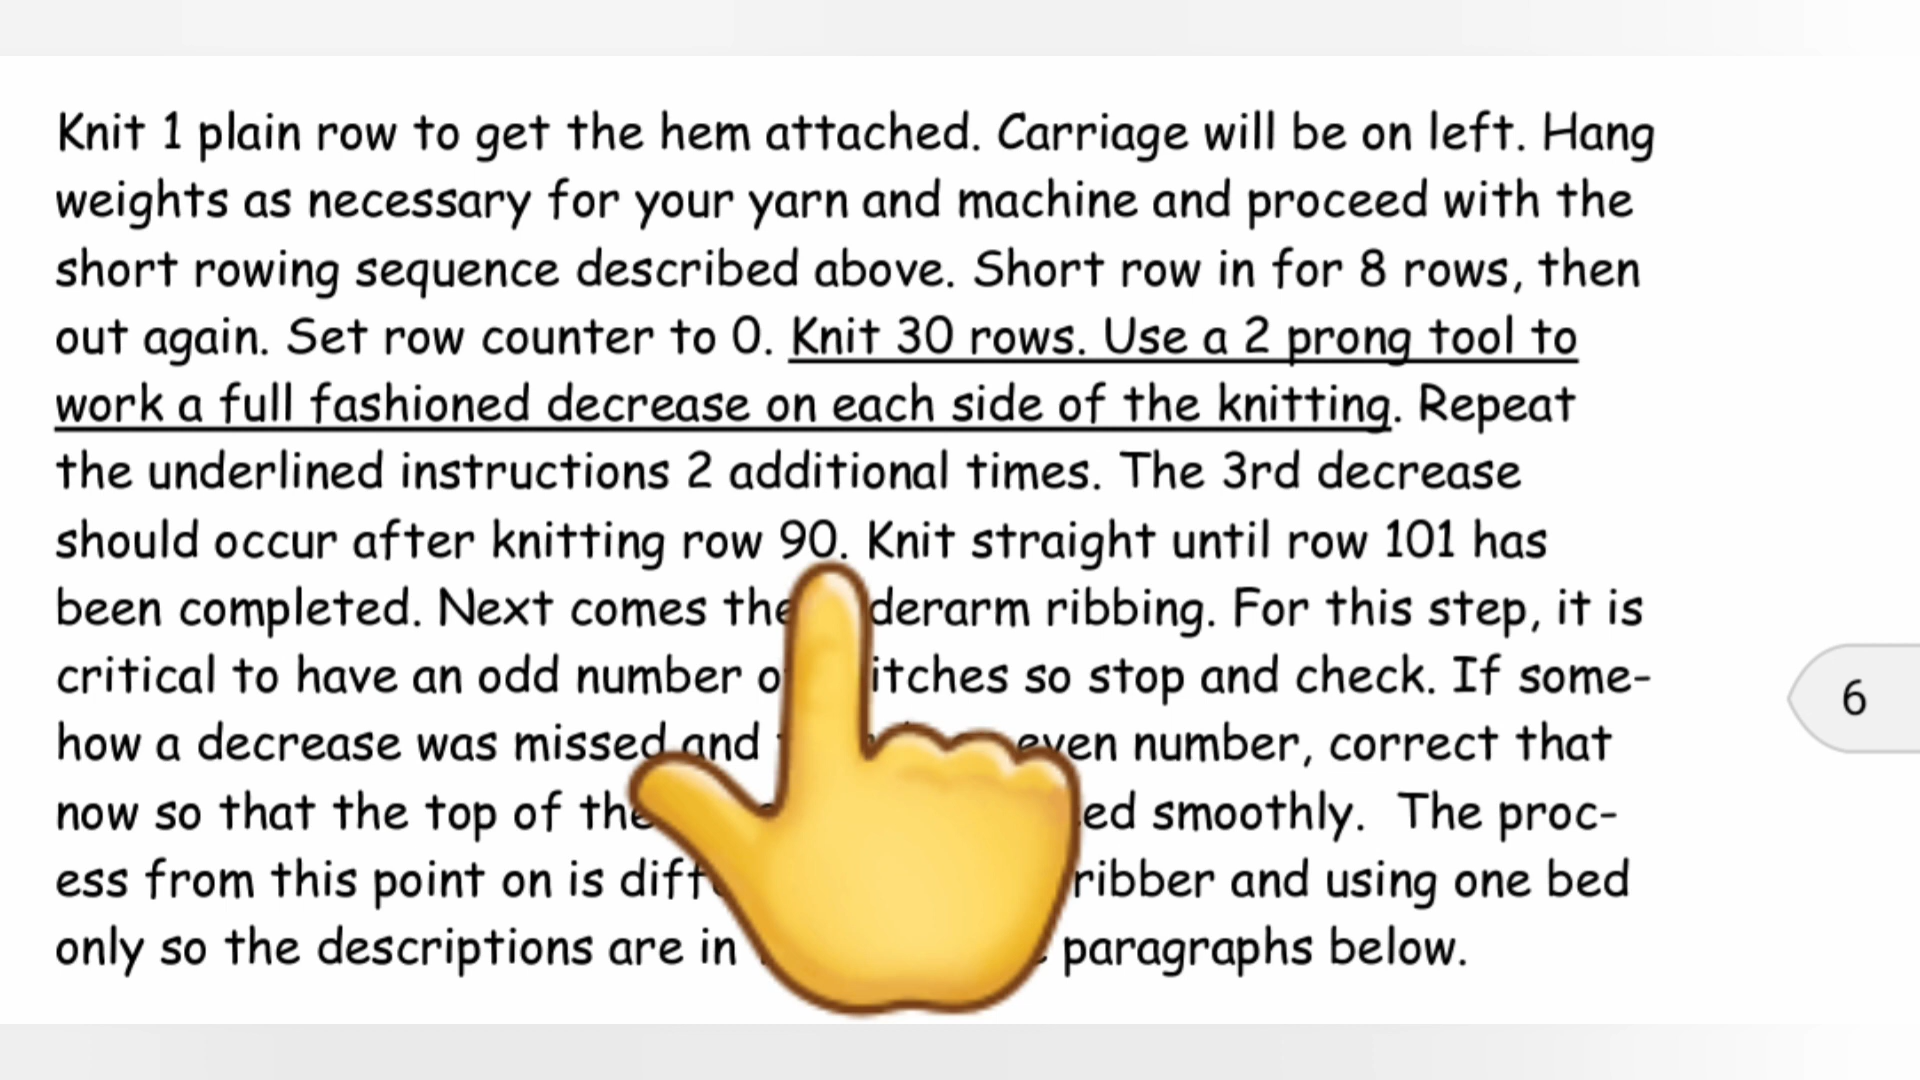 Knit 1 plain row to get the hem attached. Carriage will be on left. Hang
weights as necessary for your yarn and machine and proceed with the
short rowing sequence described above. Short row in for 8 rows, then
out again. Set row counter to 0. Knit 30 rows. Use a 2 prong tool to
work a full fashioned decrease on each side of the knitting. Repeat
the underlined instructions 2 additional times. The 3rd decrease
should occur after knitting row 90. Knit straight until row 101 has
been completed. Next comes the derarm ribbing. For this step, it is
critical to have an odd number itches so stop and check. If some-
how a decrease was missed and even number, correct that
now so that the top of the ed smoothly. The proc-
ess from this point on is ribber and using one bed
only so the descriptions are in paragraphs below.
6